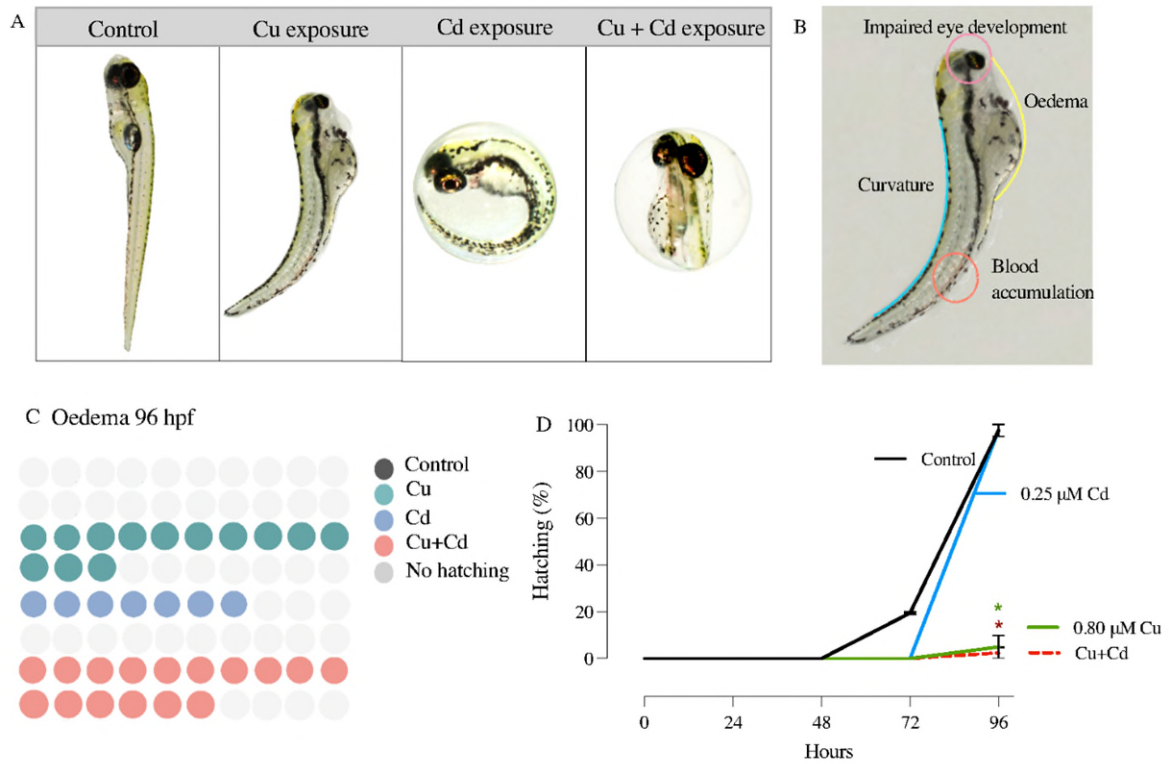 A
Control
Cu exposure
Cd exposure
Cu + Cd exposure
B
Impaired eye development
Oedema
Curvature
Blood
accumulation
C Oedema 96 hpf
Control
Cu
Cd
Cu+Cd
No hatching
D
Hatching (%)
100
80
60
40
20
0
Control
0.25 μM Cd
*
*
0.80 μM Cu
Cu+Cd
0 24 48 72 96
Hours